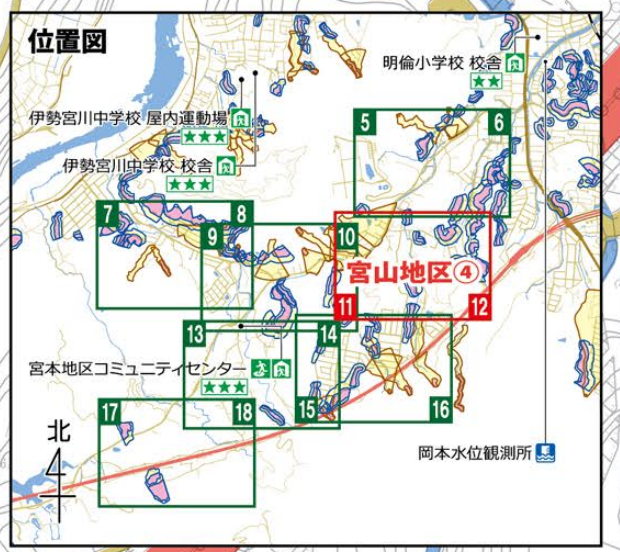 位置図
明倫小学校 校舎
★★
伊勢宮川中学校 屋内運動場
★★★
伊勢宮川中学校 校舎
★★★
5
6
7
8
9
10
宮山地区④
11
12
13
14
宮本地区コミュニティセンター
★★★
15
16
17
18
北
岡本水位観測所